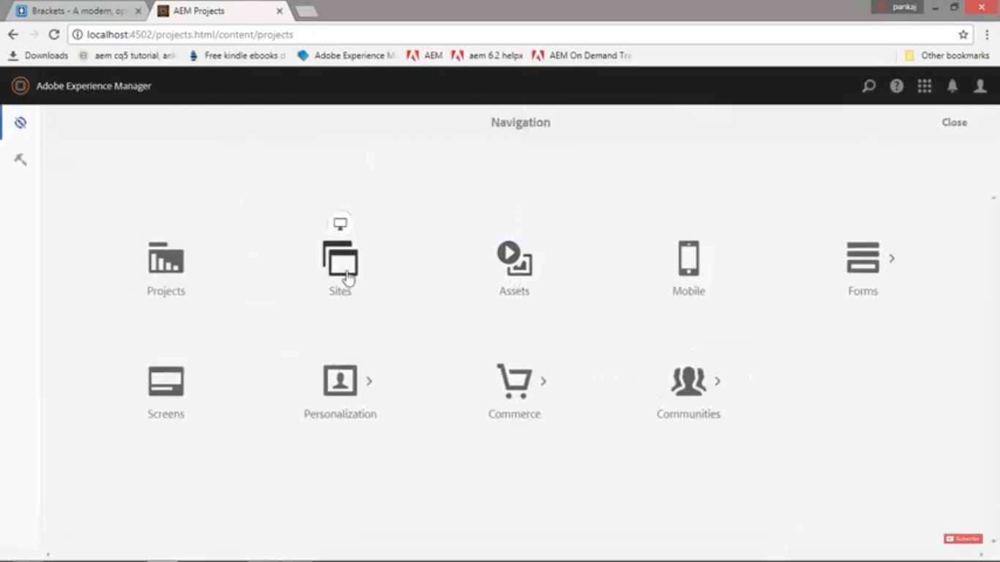 Brackets - A modern, op
AEM Projects
pankaj
localhost:4502/projects.html/content/projects
Downloads
aem cq5 tutorial, ank
Free kindle ebooks d
Adobe Experience M
AEM
aem 6.2 helpx
AEM On Demand Tra
Other bookmarks
Adobe Experience Manager
Navigation
Close
Projects
Sites
Assets
Mobile
Forms
Screens
Personalization
Commerce
Communities
Subscribe